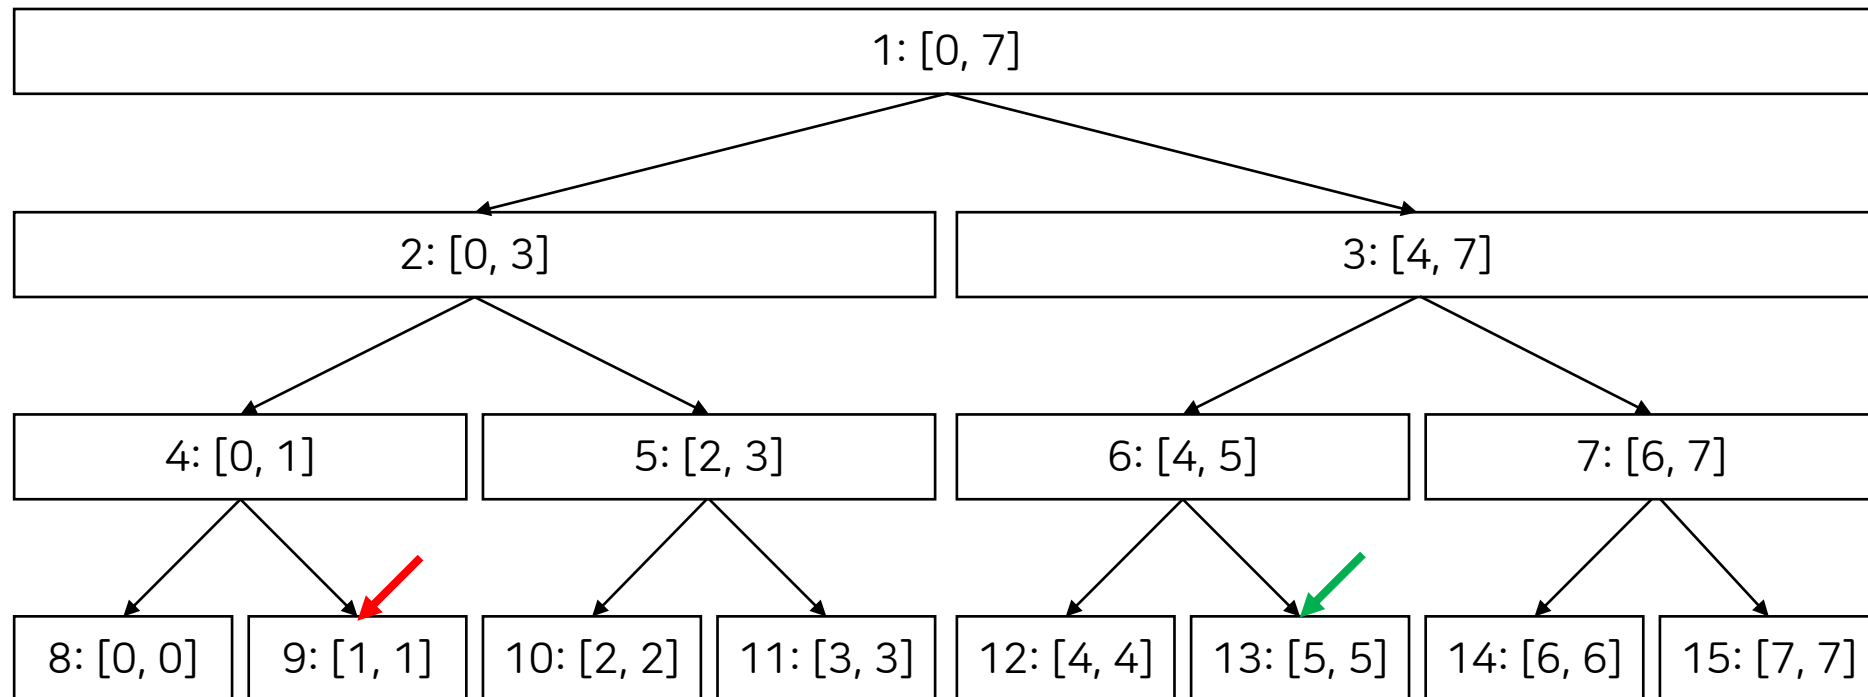 1: [0, 7]
2: [0, 3]
3: [4, 7]
4: [0, 1]
5: [2, 3]
6: [4, 5]
7: [6, 7]
8: [0, 0]
9: [1, 1]
10: [2, 2]
11: [3, 3]
12: [4, 4]
13: [5, 5]
14: [6, 6]
15: [7, 7]